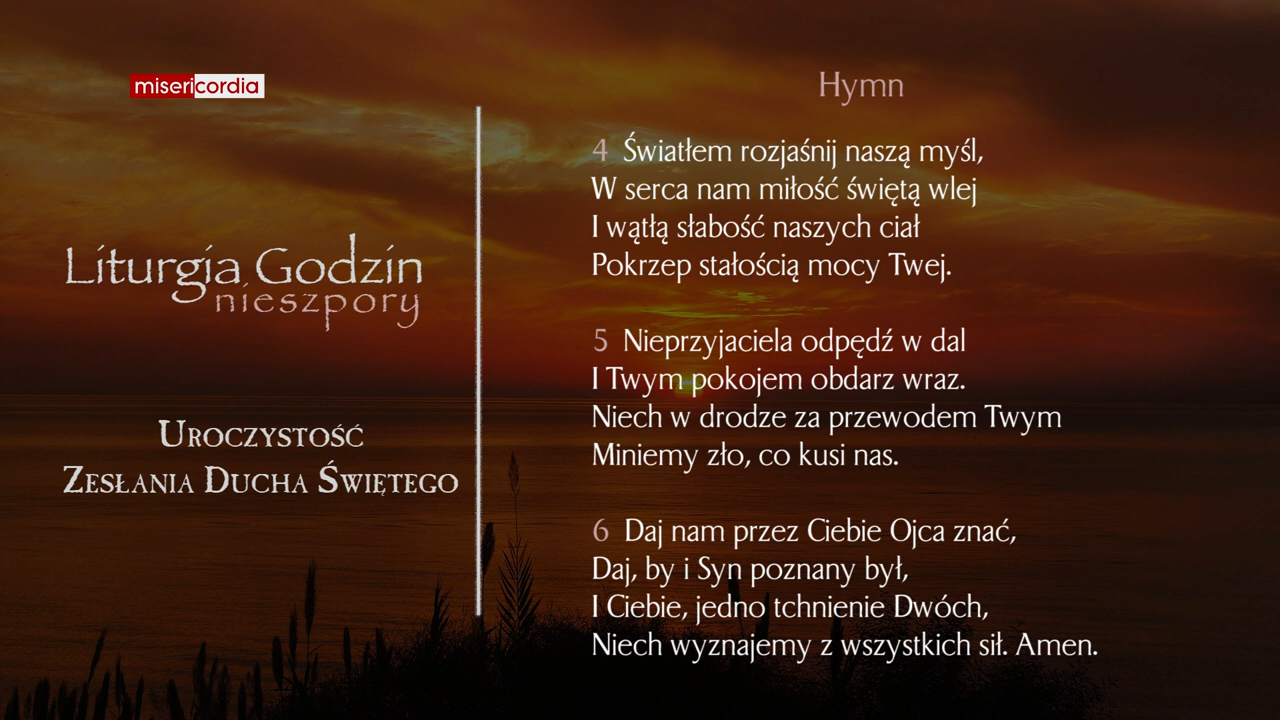 misericordia
Liturgia Godzin
nieszpory
Uroczystość
Zesłania Ducha Świętego
Hymn
4 Światłem rozjaśnij naszą myśl,
W serca nam miłość świętą wlej
I wątłą słabość naszych ciał
Pokrzep stałością mocy Twej.
5 Nieprzyjaciela odpędź w dal
I Twym pokojem obdarz wraz.
Niech w drodze za przewodem Twym
Miniemy zło, co kusi nas.
6 Daj nam przez Ciebie Ojca znać,
Daj, by i Syn poznany był,
I Ciebie, jedno tchnienie Dwóch,
Niech wyznajemy z wszystkich sił. Amen.